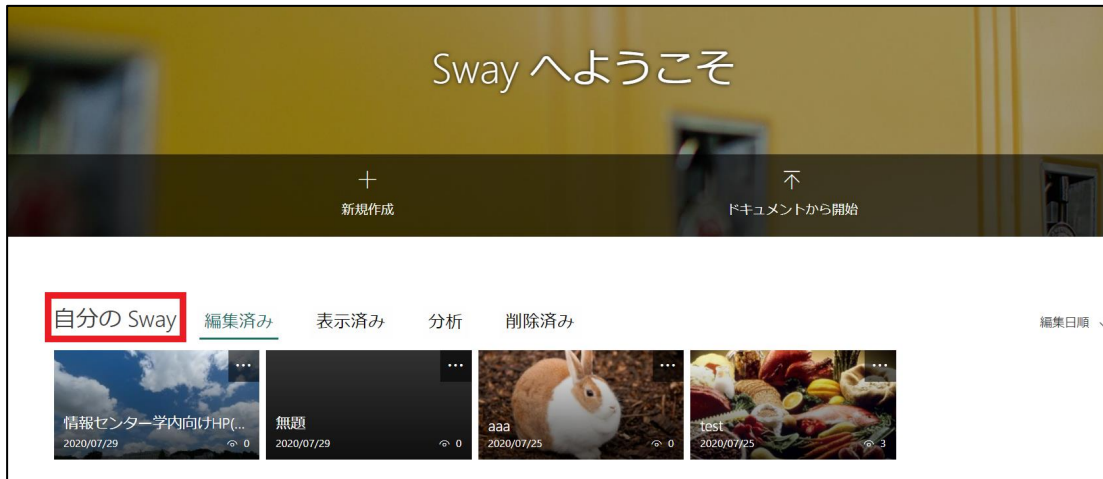 Sway へようこそ
新規作成
ドキュメントから開始
自分の Sway 編集済み 表示済み 分析 削除済み 編集日順
情報センター学内向けHP(...
2020/07/29 0
無題
2020/07/29 0
aaa
2020/07/25 0
test
2020/07/25 3